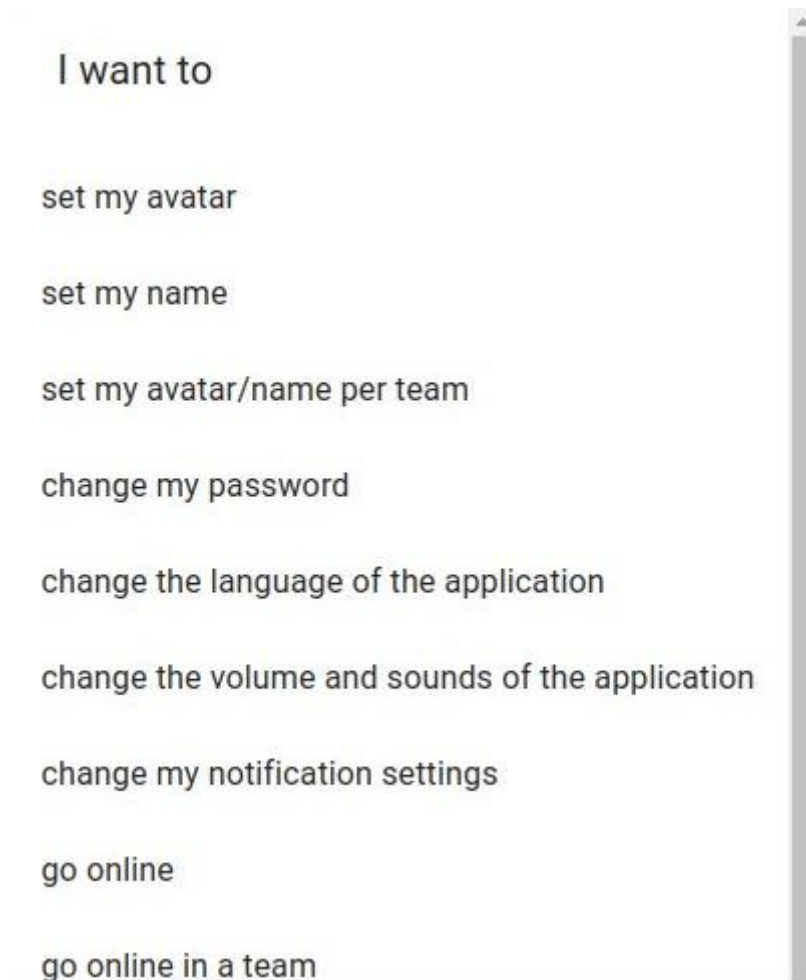 I want to
set my avatar
set my name
set my avatar/name per team
change my password
change the language of the application
change the volume and sounds of the application
change my notification settings
go online
go online in a team